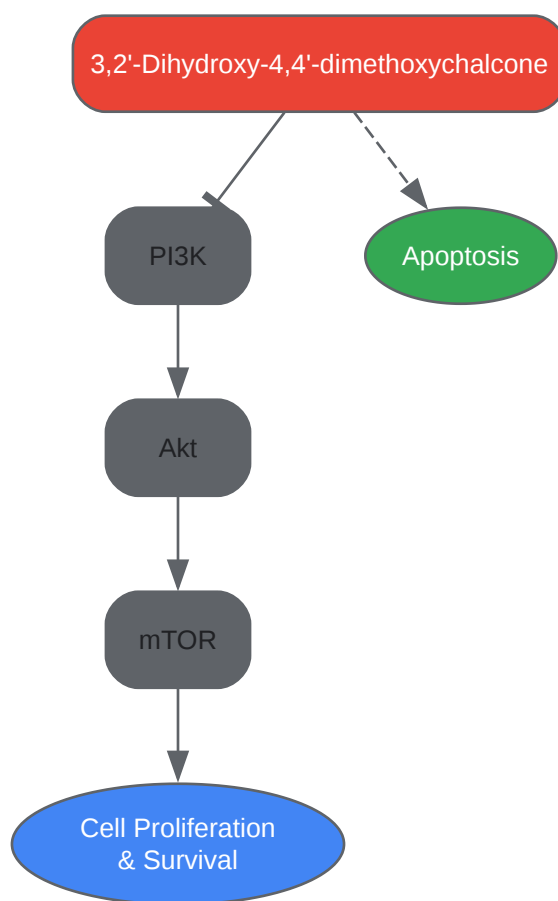 3,2'-Dihydroxy-4,4'-dimethoxychalcone
PI3K
Apoptosis
Akt
mTOR
Cell Proliferation
& Survival